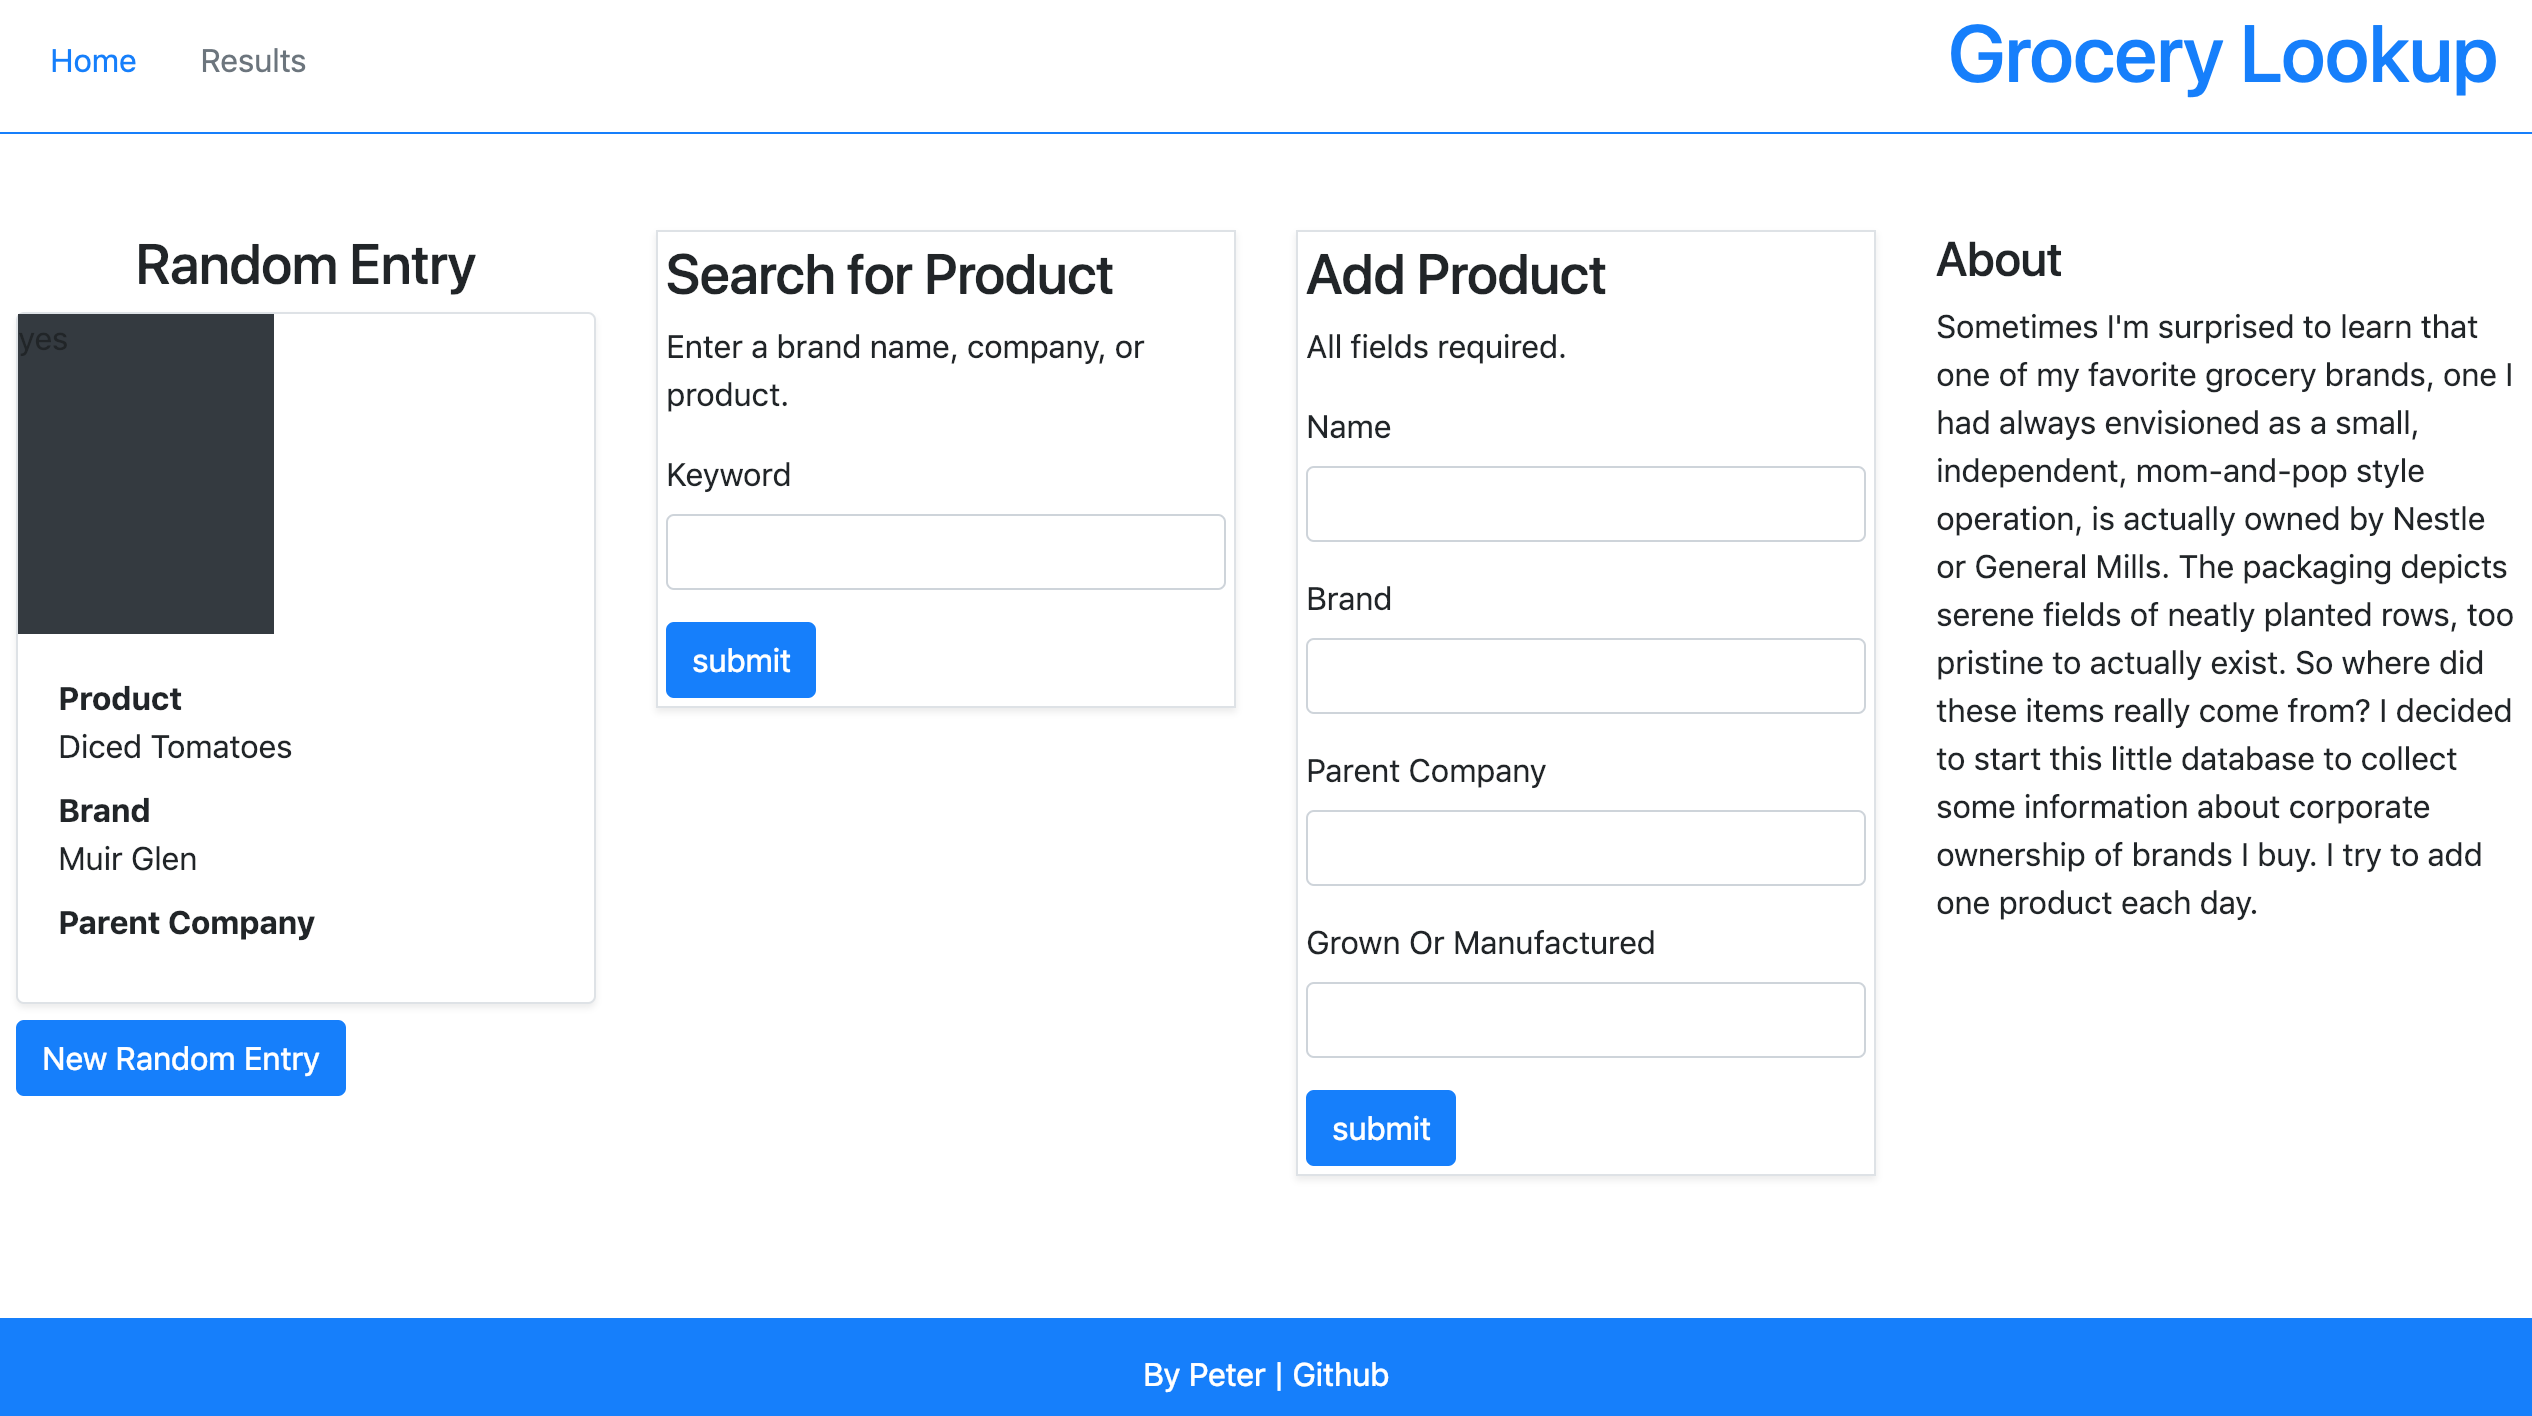 Home
Results
Grocery Lookup
Random Entry
yes
Product
Diced Tomatoes
Brand
Muir Glen
Parent Company
New Random Entry
Search for Product
Enter a brand name, company, or
product.
Keyword
submit
Add Product
All fields required.
Name
Brand
Parent Company
Grown Or Manufactured
submit
About
Sometimes I'm surprised to learn that
one of my favorite grocery brands, one I
had always envisioned as a small,
independent, mom-and-pop style
operation, is actually owned by Nestle
or General Mills. The packaging depicts
serene fields of neatly planted rows, too
pristine to actually exist. So where did
these items really come from? I decided
to start this little database to collect
some information about corporate
ownership of brands I buy. I try to add
one product each day.
By Peter | Github